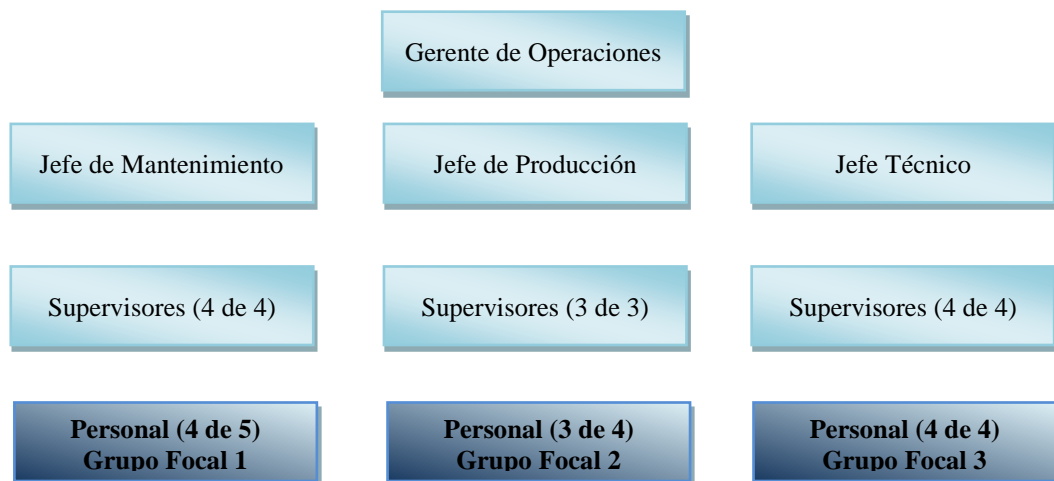 Gerente de Operaciones
Jefe de Mantenimiento
Jefe de Producción
Jefe Técnico
Supervisores (4 de 4)
Supervisores (3 de 3)
Supervisores (4 de 4)
Personal (4 de 5)
Grupo Focal 1
Personal (3 de 4)
Grupo Focal 2
Personal (4 de 4)
Grupo Focal 3